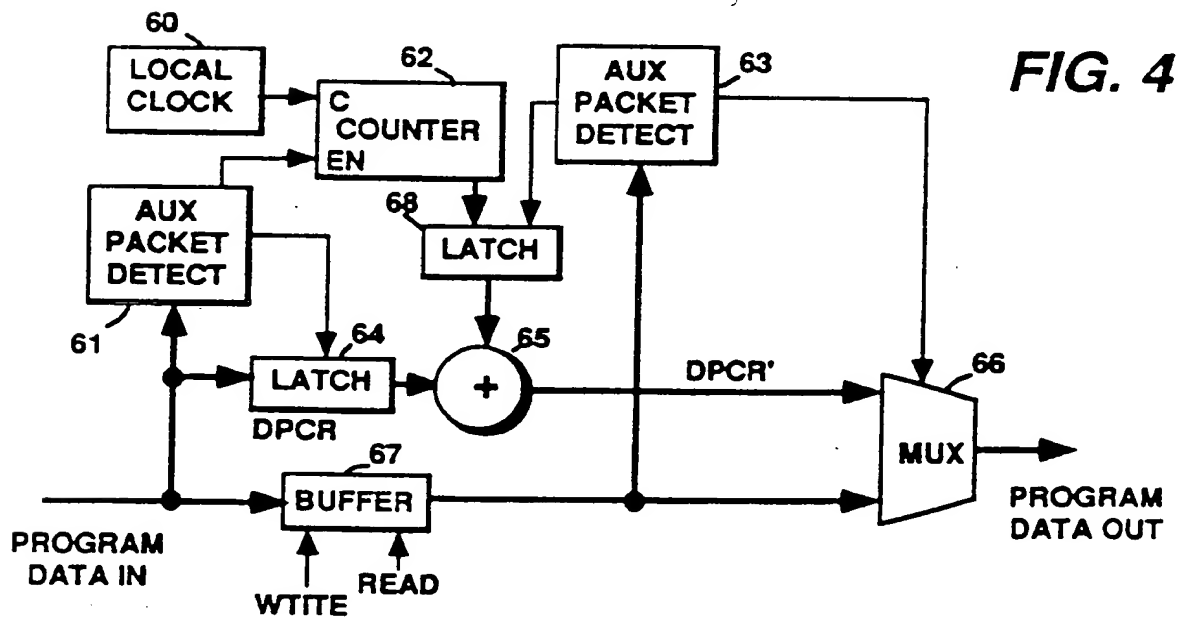 60
LOCAL
CLOCK
62
C
COUNTER
EN
AUX
PACKET
DETECT
63
FIG. 4
AUX
PACKET
DETECT
61
68
LATCH
64
LATCH
DPCR
65
+
DPCR'
66
MUX
67
BUFFER
PROGRAM
DATA IN
WTITE
READ
PROGRAM
DATA OUT